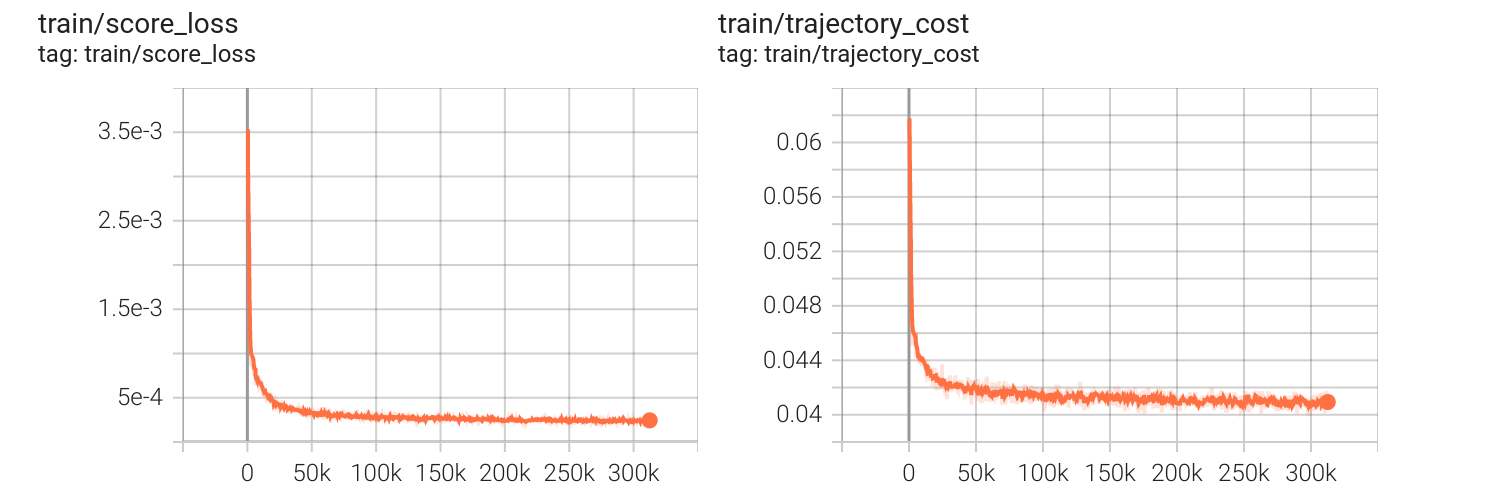 train/score_loss
tag: train/score_loss
3.5e-3
2.5e-3
1.5e-3
5e-4
0 50k 100k 150k 200k 250k 300k
train/trajectory_cost
tag: train/trajectory_cost
0.06
0.056
0.052
0.048
0.044
0.04
0 50k 100k 150k 200k 250k 300k